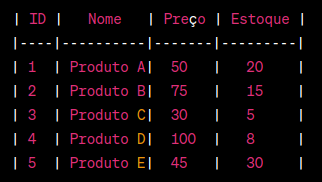 | ID |   Nome   | Preço | Estoque |
|----|----------|-------|---------|
| 1  | Produto A|  50   |   20    |
| 2  | Produto B|  75   |   15    |
| 3  | Produto C|  30   |   5     |
| 4  | Produto D|  100  |   8     |
| 5  | Produto E|  45   |   30    |